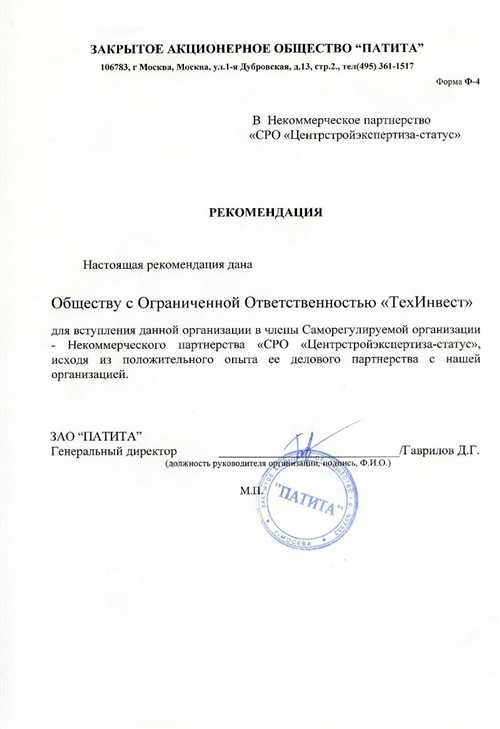 ЗАКРЫТОЕ АКЦИОНЕРНОЕ ОБЩЕСТВО “ПАТИТА”
106783, г Москва, Москва, ул.1-я Дубровская, д.13, стр.2., тел(495) 361-1517
Форма Ф-4
В Некоммерческое партнерство
«СРО «Центрстройэкспертиза-статус»
РЕКОМЕНДАЦИЯ
Настоящая рекомендация дана
Обществу с Ограниченной Ответственностью «ТехИнвест»
для вступления данной организации в члены Саморегулируемой организации
- Некоммерческого партнерства «СРО «Центрстройэкспертиза-статус»,
исходя из положительного опыта ее делового партнерства с нашей
организацией.
ЗАО “ПАТИТА”
Генеральный директор /Гаврилов Д.Г.
(должность руководителя организации, подпись, Ф.И.О.)
М.П.
"ПАТИТА"
Г.МОСКВА